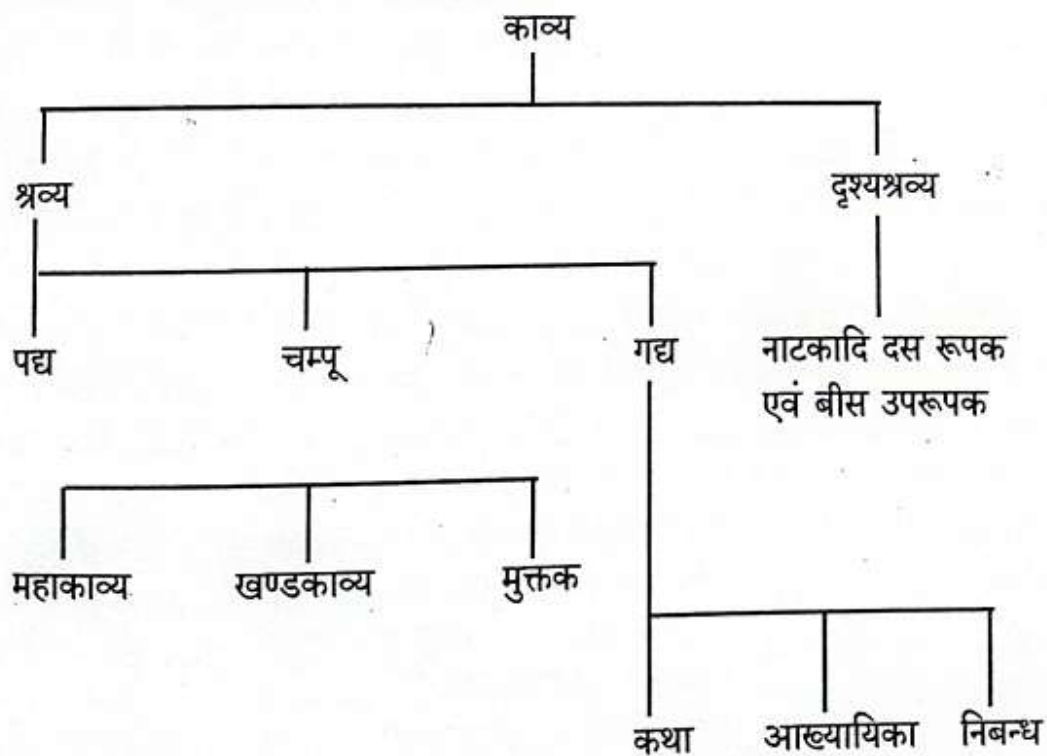 काव्य
श्रव्य दृश्यश्रव्य
पद्य चम्पू गद्य नाटकादि दस रूपक
एवं बीस उपरूपक
महाकाव्य खण्डकाव्य मुक्तक
कथा आख्यायिका निबन्ध